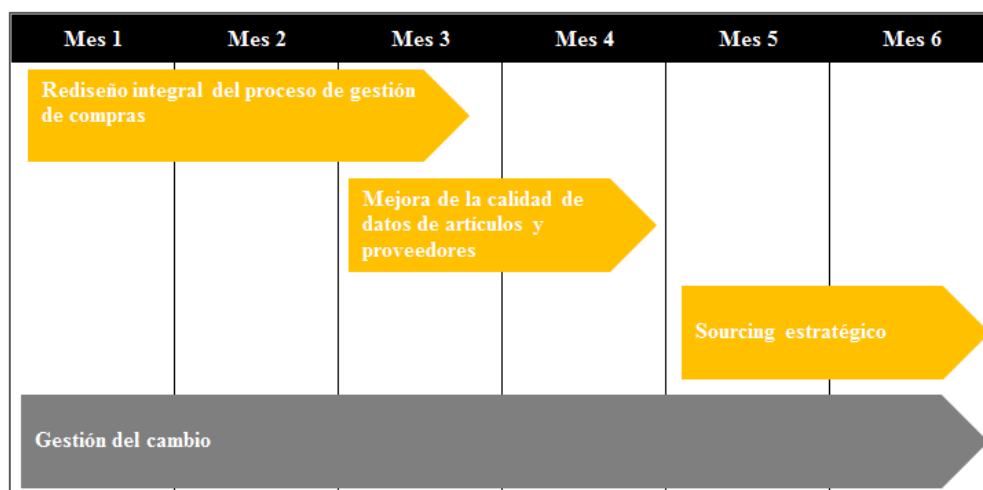 Mes 1 Mes 2 Mes 3 Mes 4 Mes 5 Mes 6
Rediseño integral del proceso de gestión
de compras
Mejora de la calidad de
datos de artículos y
proveedores
Sourcing estratégico
Gestión del cambio